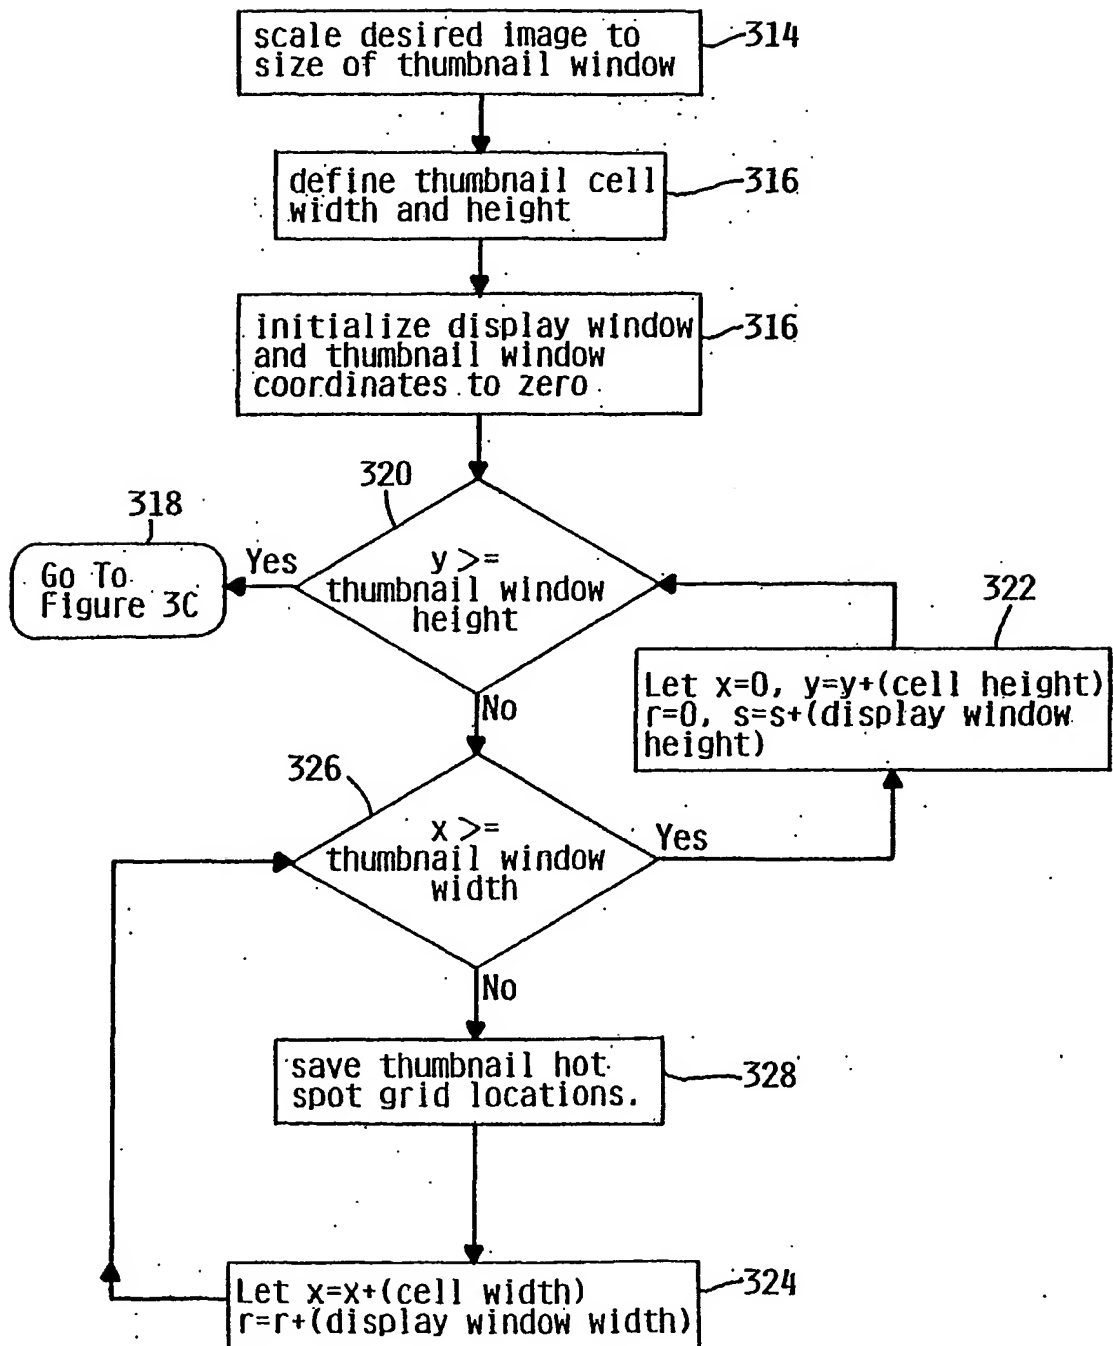 scale desired image to
size of thumbnail window
314
define thumbnail cell
width and height
316
initialize display window
and thumbnail window
coordinates to zero
316
320
318
y >=
thumbnail window
height
Yes
Go To
Figure 3C
No
322
Let x=0, y=y+(cell height)
r=0, s=s+(display window
height)
326
x >=
thumbnail window
width
Yes
No
save thumbnail hot
spot grid locations.
328
Let x=x+(cell width)
r=r+(display window width)
324